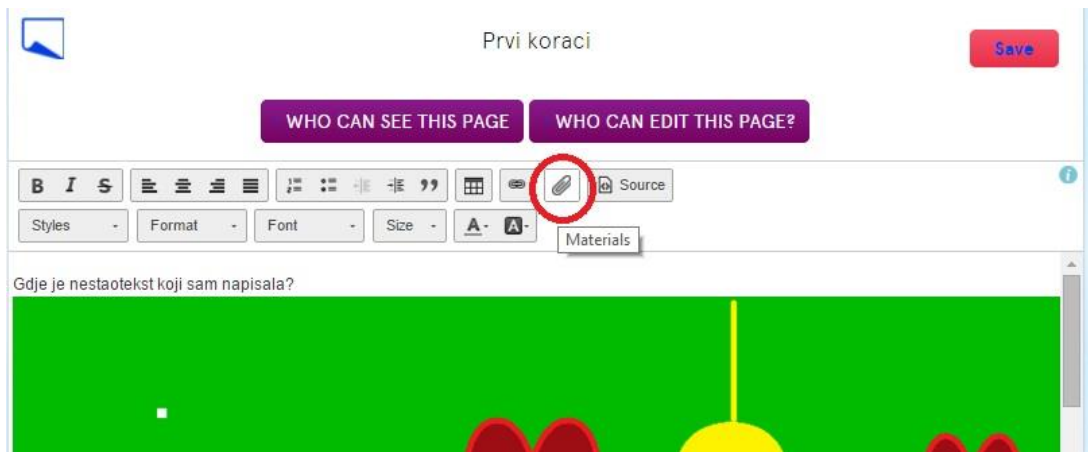 Prvi koraci
Save
WHO CAN SEE THIS PAGE WHO CAN EDIT THIS PAGE?
B I S Source
Styles Format Font Size A A
Materials
Gdje je nestaotekst koji sam napisala?